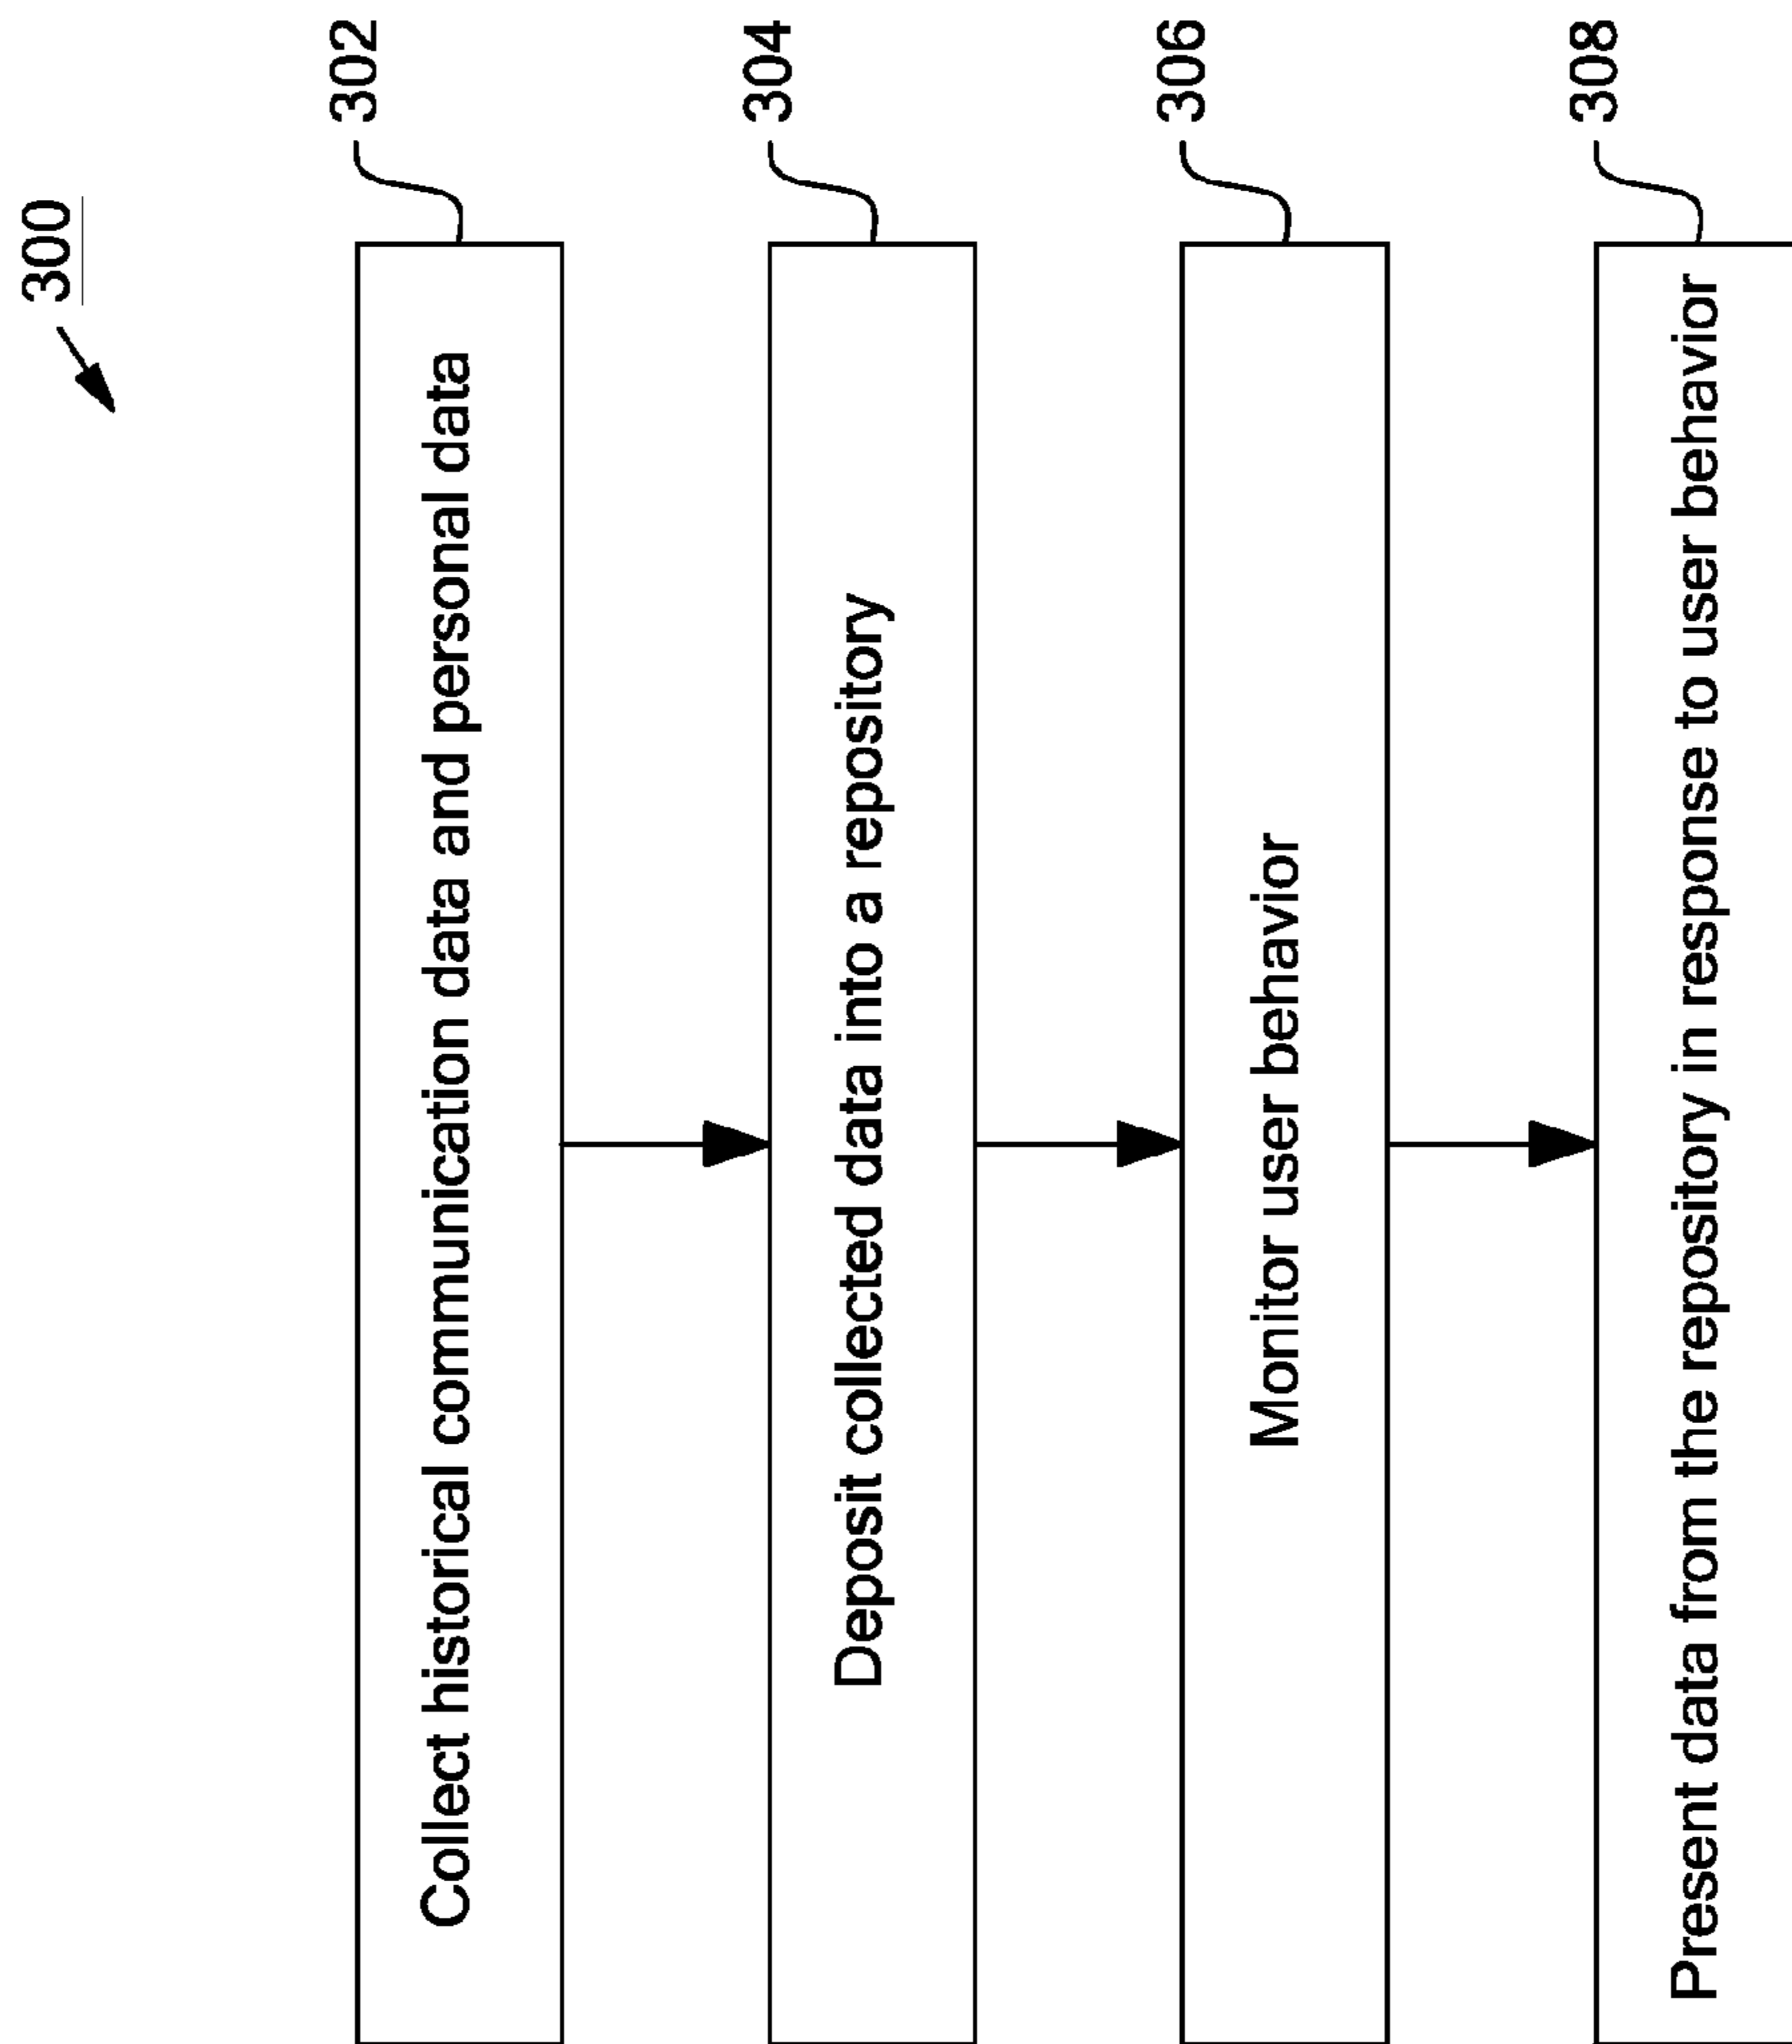 300
Collect historical communication data and personal data
302
Deposit collected data into a repository
304
Monitor user behavior
306
Present data from the repository in response to user behavior
308